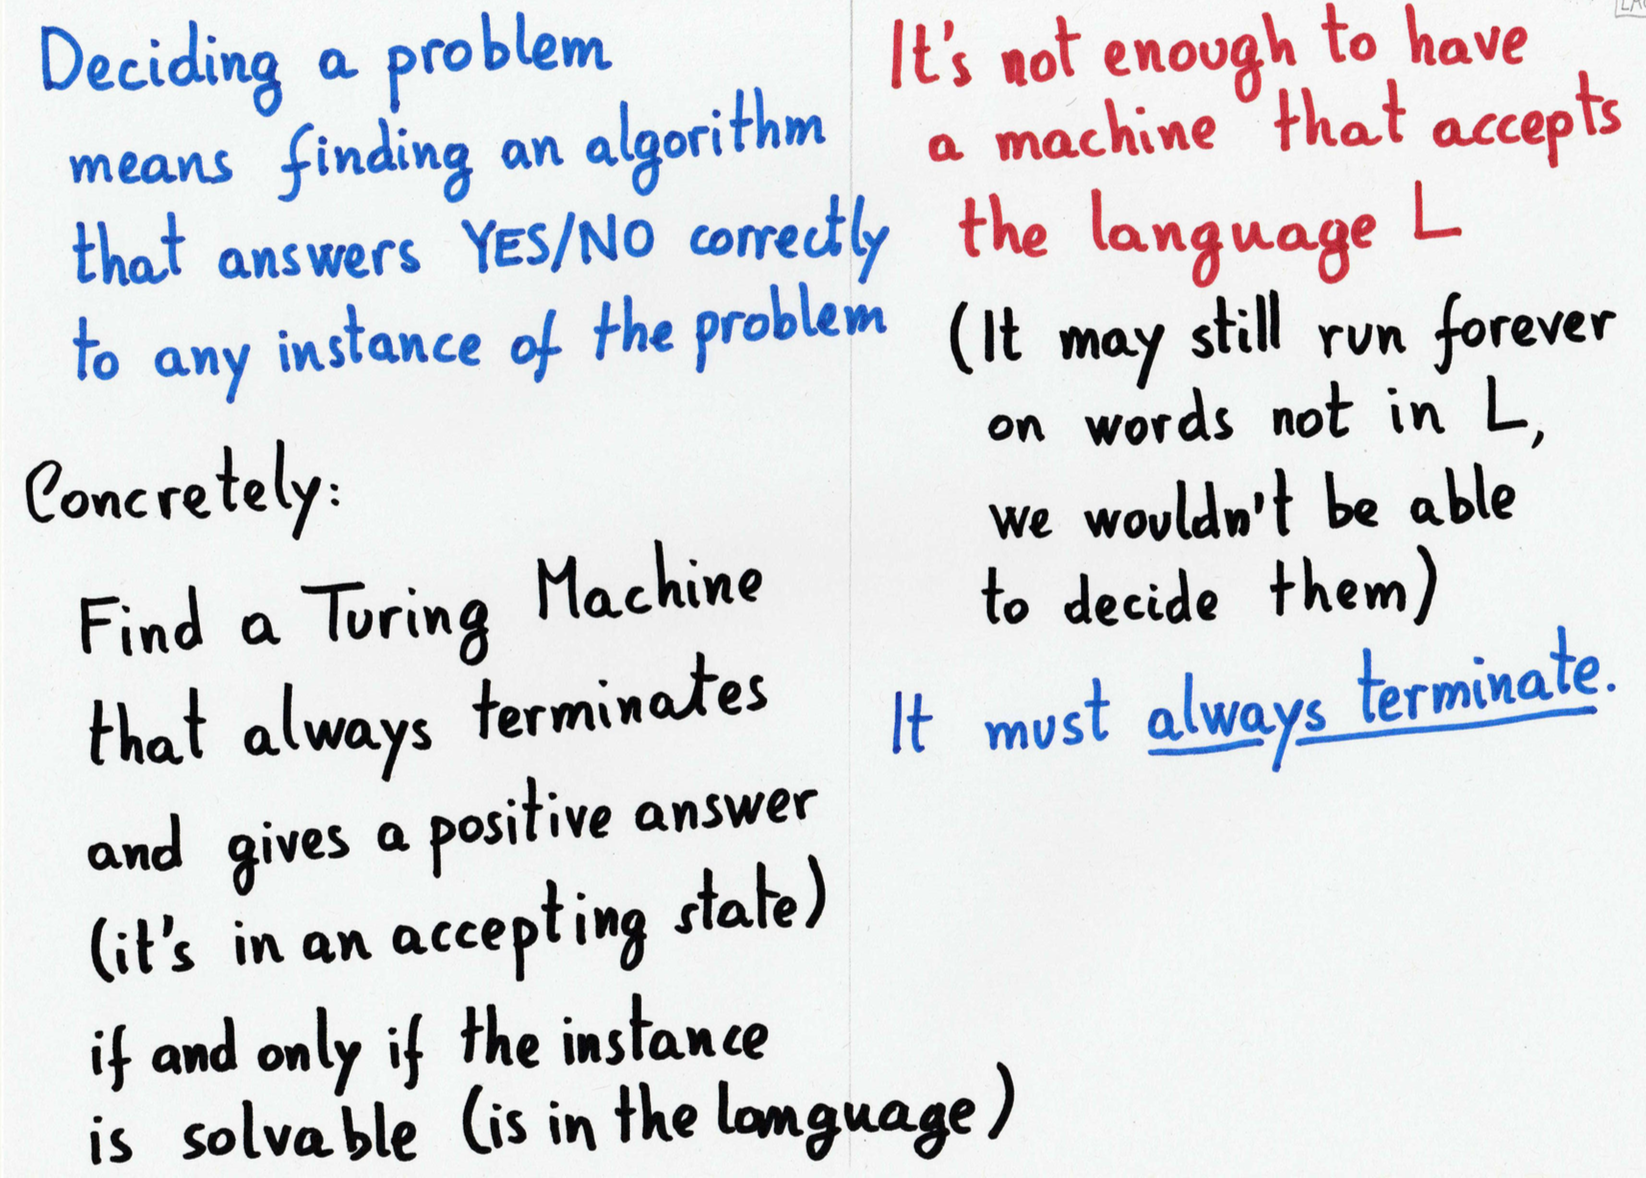 Deciding a problem
means finding an algorithm
that answers YES/NO correctly
to any instance of the problem
Concretely:
Find a Turing Machine
that always terminates
and gives a positive answer
(it's in an accepting state)
if and only if the instance
is solvable (is in the language)
It's not enough to have
a machine that accepts
the language L
(It may still run forever
on words not in L,
we wouldn't be able
to decide them)
It must always terminate.